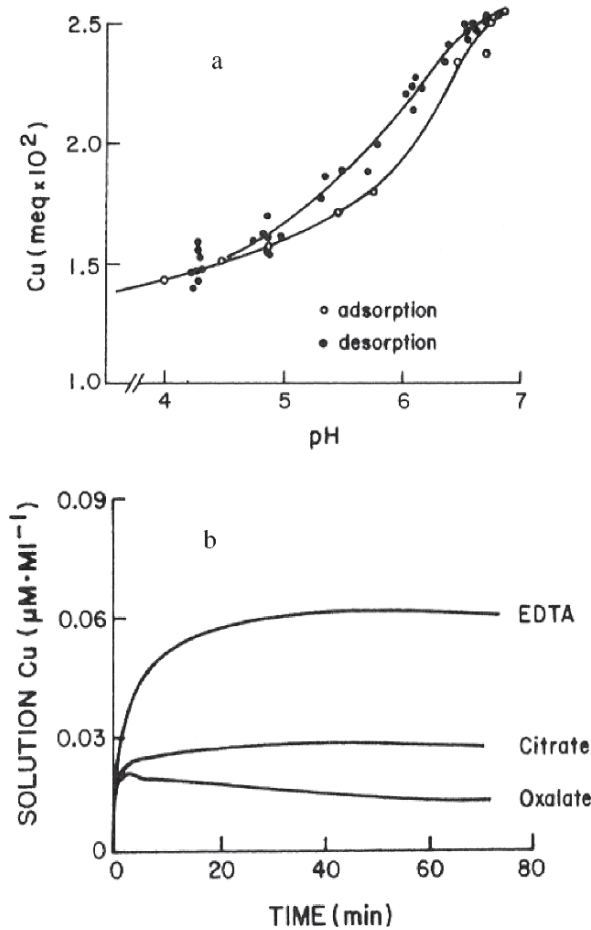 2.5
a
2.0
Cu (meq x 10²)
1.5
o adsorption
• desorption
1.0
4 5 6 7
pH
0.09
b
SOLUTION Cu (µM·Ml⁻¹)
EDTA
0.06
0.03
Citrate
Oxalate
0
0 20 40 60 80
TIME (min)